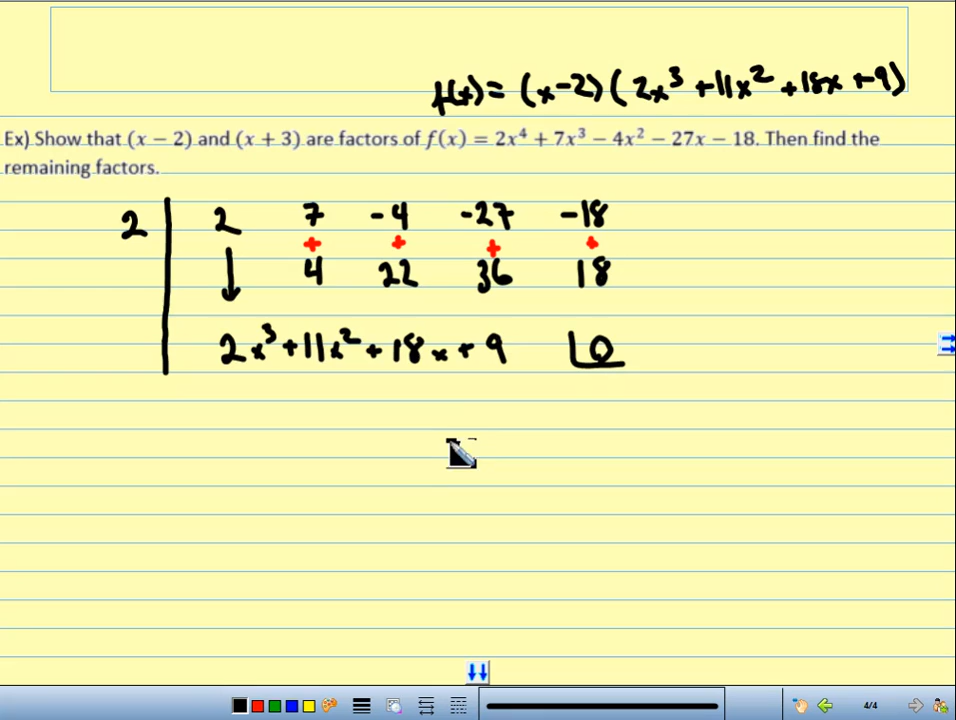 f(x) = (x-2)(2x³ +11x² +18x +9)
Ex) Show that (x − 2) and (x + 3) are factors of f(x) = 2x⁴ + 7x³ − 4x² − 27x − 18. Then find the
remaining factors.
2 | 2 7 -4 -27 -18
+ + + +
4 22 36 18
2x³ +11x² + 18x + 9 |0
4/4